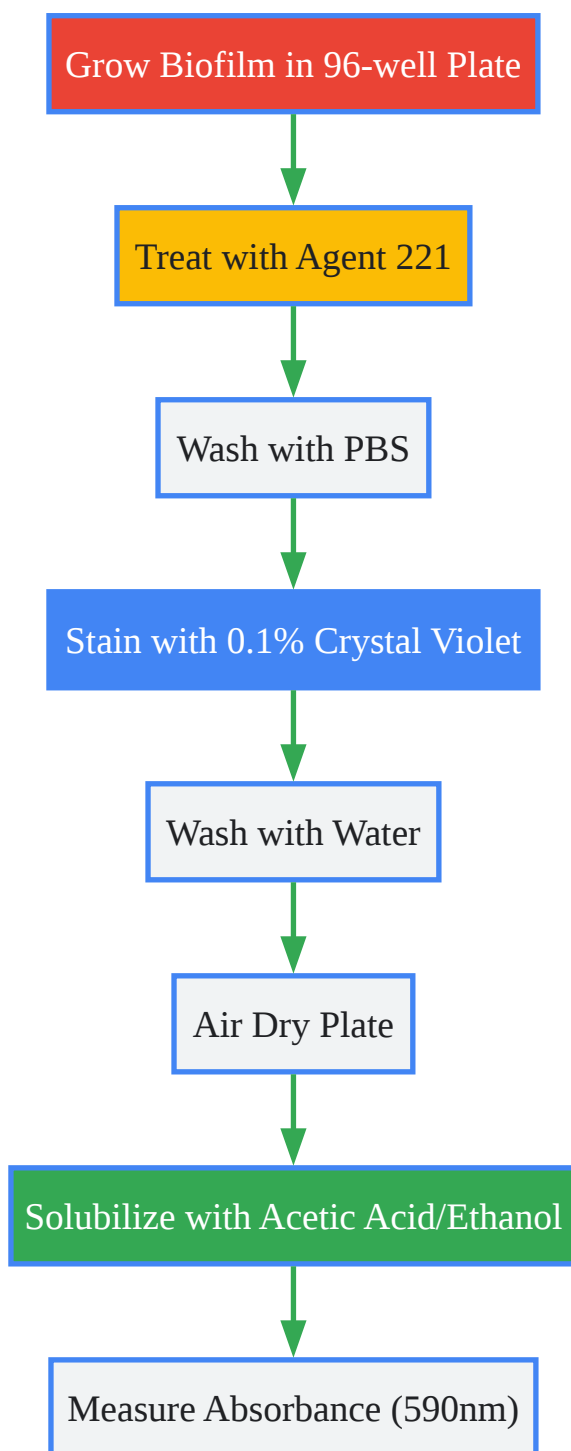 Grow Biofilm in 96-well Plate
Treat with Agent 221
Wash with PBS
Stain with 0.1% Crystal Violet
Wash with Water
Air Dry Plate
Solubilize with Acetic Acid/Ethanol
Measure Absorbance (590nm)